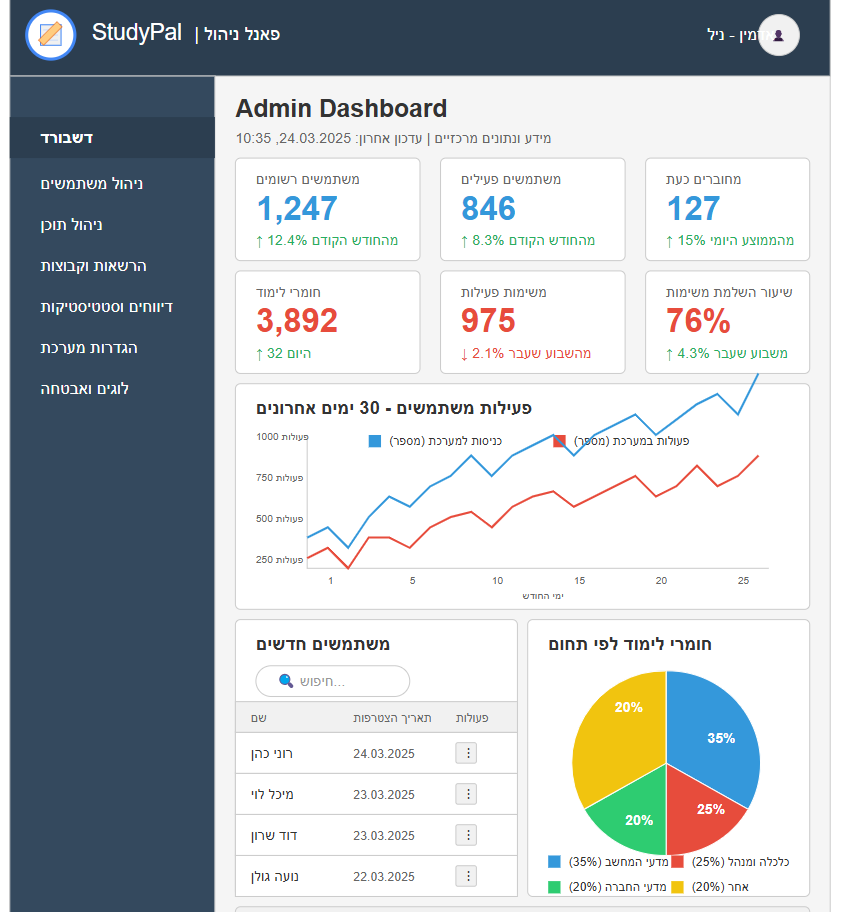 StudyPal | פאנל ניהול
אדמין - ניל
דשבורד
ניהול משתמשים
ניהול תוכן
הרשאות וקבוצות
דיווחים וסטטיסטיקות
הגדרות מערכת
לוגים ואבטחה
Admin Dashboard
מידע ונתונים מרכזיים | עדכון אחרון: 24.03.2025, 10:35
משתמשים רשומים
1,247
↑ 12.4% מהחודש הקודם
משתמשים פעילים
846
↑ 8.3% מהחודש הקודם
מחוברים כעת
127
↑ 15% מהממוצע היומי
חומרי לימוד
3,892
↑ 32 היום
משימות פעילות
975
↓ 2.1% מהשבוע שעבר
שיעור השלמת משימות
76%
↑ 4.3% משבוע שעבר
פעילות משתמשים - 30 ימים אחרונים
כניסות למערכת (מספר)
פעולות במערכת (מספר)
1000 פעולות
750 פעולות
500 פעולות
250 פעולות
1 5 10 15 20 25
ימי החודש
משתמשים חדשים
חיפוש...
שם תאריך הצטרפות פעולות
רוני כהן 24.03.2025 ⋮
מיכל לוי 23.03.2025 ⋮
דוד שרון 23.03.2025 ⋮
נועה גולן 22.03.2025 ⋮
חומרי לימוד לפי תחום
20%
35%
25%
20%
מדעי המחשב (35%)
כלכלה ומנהל (25%)
מדעי החברה (20%)
אחר (20%)